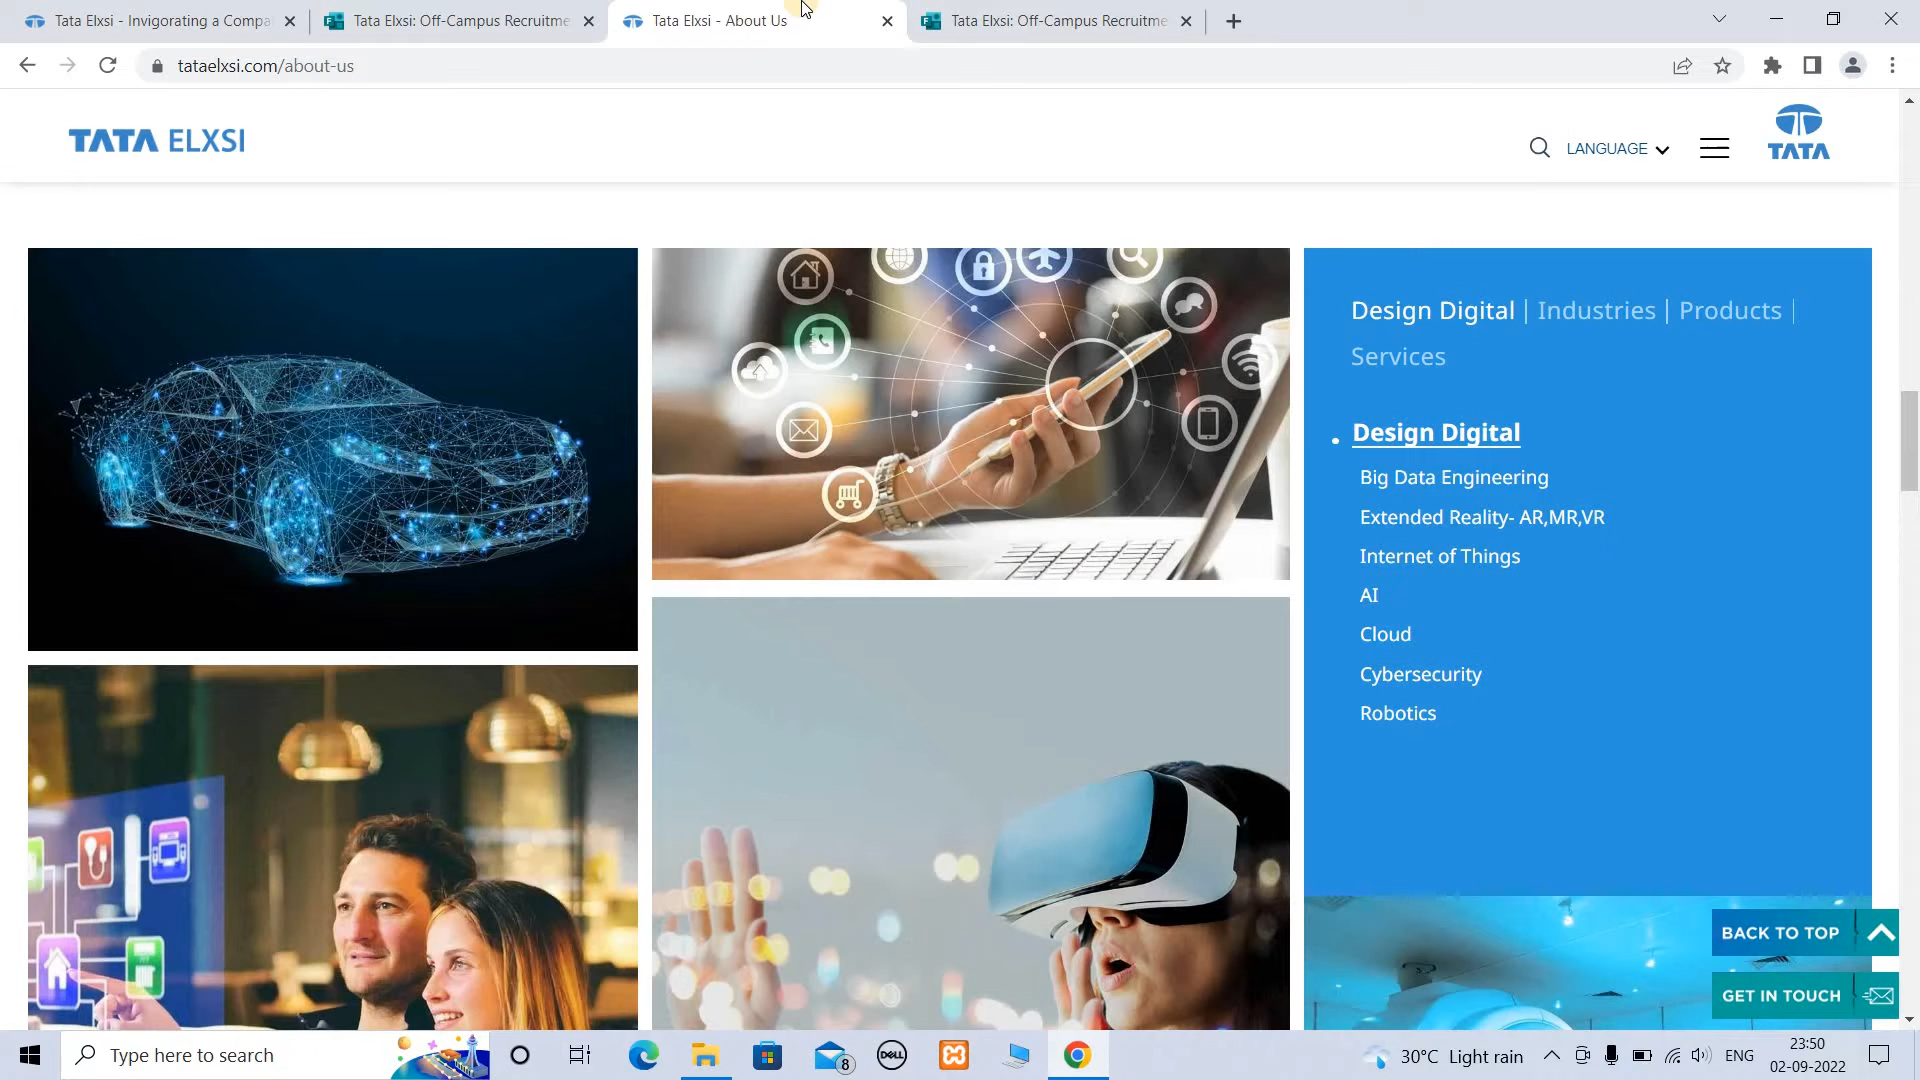 Tata Elxsi - Invigorating a Compa
Tata Elxsi: Off-Campus Recruitme
Tata Elxsi - About Us
Tata Elxsi: Off-Campus Recruitme
tataelxsi.com/about-us
TATA ELXSI
LANGUAGE
TATA
Design Digital | Industries | Products |
Services
Design Digital
Big Data Engineering
Extended Reality- AR,MR,VR
Internet of Things
AI
Cloud
Cybersecurity
Robotics
BACK TO TOP
GET IN TOUCH
Type here to search
8
DELL
30°C Light rain
ENG
23:50
02-09-2022